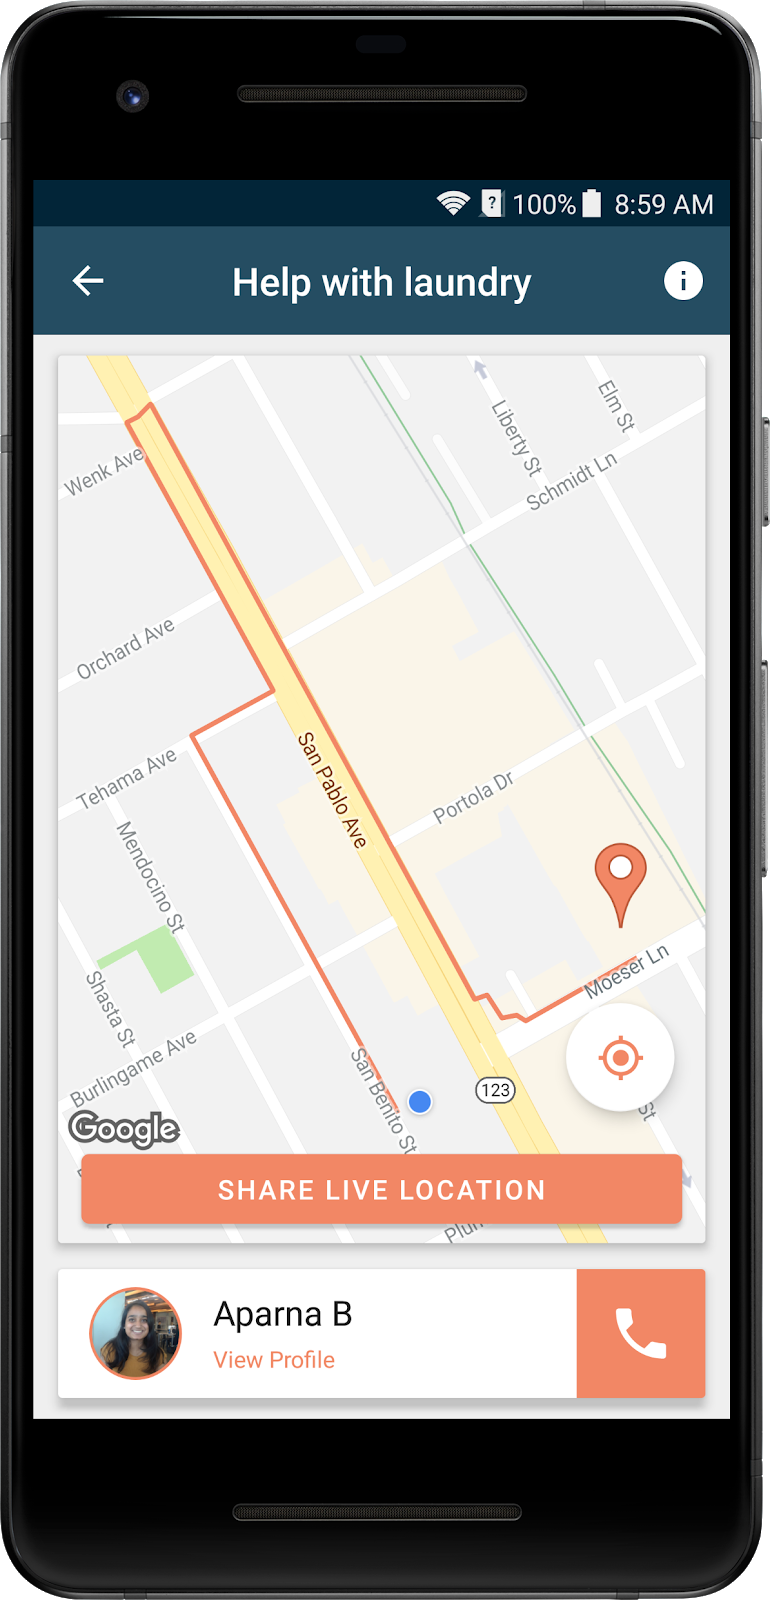 100% 8:59 AM
Help with laundry
Elm St
Liberty St
Schmidt Ln
Wenk Ave
Orchard Ave
San Pablo Ave
Tehama Ave
Portola Dr
Mendocino St
Moeser Ln
Shasta St
Burlingame Ave
San Benito St
123
St
Google
SHARE LIVE LOCATION
Aparna B
View Profile